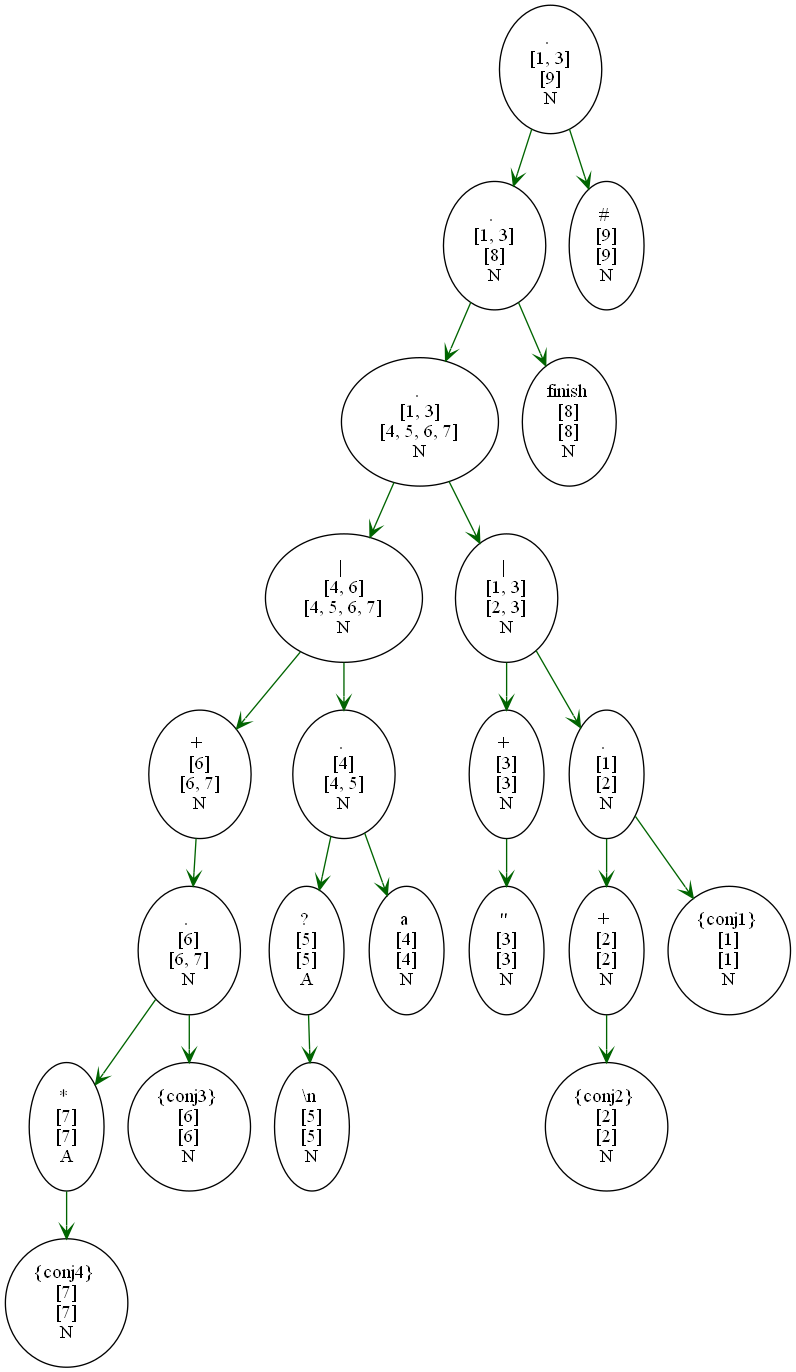 .
[1, 3]
[9]
N
.
[1, 3]
[8]
N
#
[9]
[9]
N
.
[1, 3]
[4, 5, 6, 7]
N
finish
[8]
[8]
N
|
[4, 6]
[4, 5, 6, 7]
N
|
[1, 3]
[2, 3]
N
+
[6]
[6, 7]
N
.
[4]
[4, 5]
N
+
[3]
[3]
N
.
[1]
[2]
N
.
[6]
[6, 7]
N
?
[5]
[5]
A
a
[4]
[4]
N
"
[3]
[3]
N
+
[2]
[2]
N
{conj1}
[1]
[1]
N
*
[7]
[7]
A
{conj3}
[6]
[6]
N
\n
[5]
[5]
N
{conj2}
[2]
[2]
N
{conj4}
[7]
[7]
N